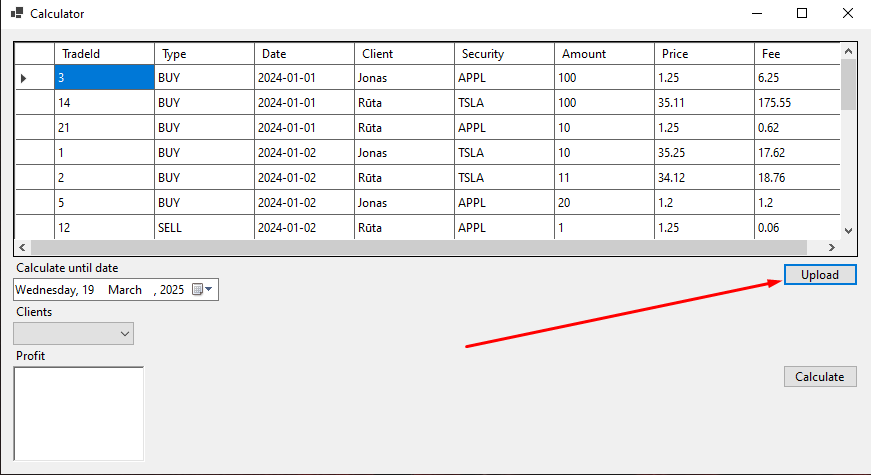 Calculator
TradeId Type Date Client Security Amount Price Fee
3 BUY 2024-01-01 Jonas APPL 100 1.25 6.25
14 BUY 2024-01-01 Rūta TSLA 100 35.11 175.55
21 BUY 2024-01-01 Rūta APPL 10 1.25 0.62
1 BUY 2024-01-02 Jonas TSLA 10 35.25 17.62
2 BUY 2024-01-02 Rūta TSLA 11 34.12 18.76
5 BUY 2024-01-02 Jonas APPL 20 1.2 1.2
12 SELL 2024-01-02 Rūta APPL 1 1.25 0.06
Calculate until date
Upload
Wednesday, 19 March , 2025
Clients
Profit
Calculate